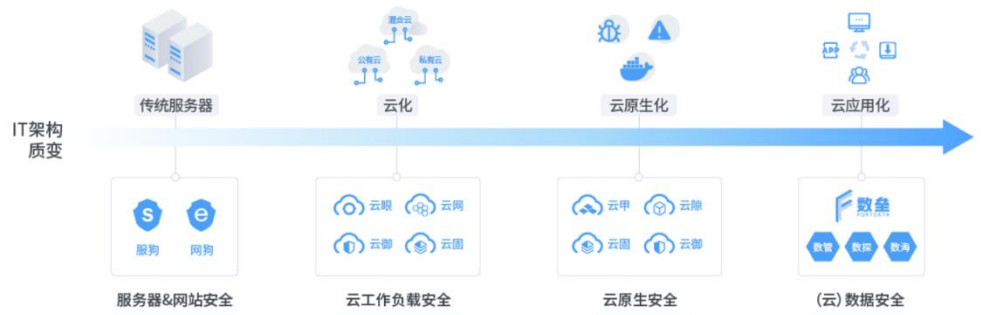 混合云
公有云
私有云
APP
传统服务器
云化
云原生化
云应用化
IT架构
质变
S
e
服狗
网狗
云眼
云网
云御
云固
云甲
云隙
云固
云御
数垒
FORTDATA
数管
数探
数海
服务器&网站安全
云工作负载安全
云原生安全
(云) 数据安全